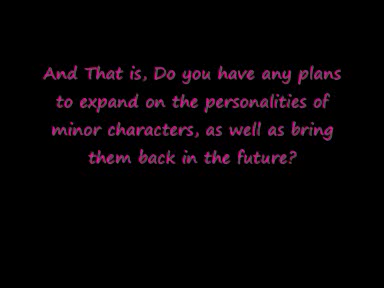 And That is, Do you have any plans
to expand on the personalities of
minor characters, as well as bring
them back in the future?